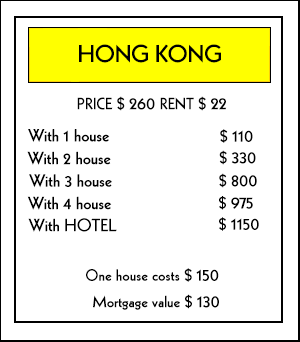 HONG KONG
PRICE $ 260 RENT $ 22
With 1 house $ 110
With 2 house $ 330
With 3 house $ 800
With 4 house $ 975
With HOTEL $ 1150
One house costs $ 150
Mortgage value $ 130